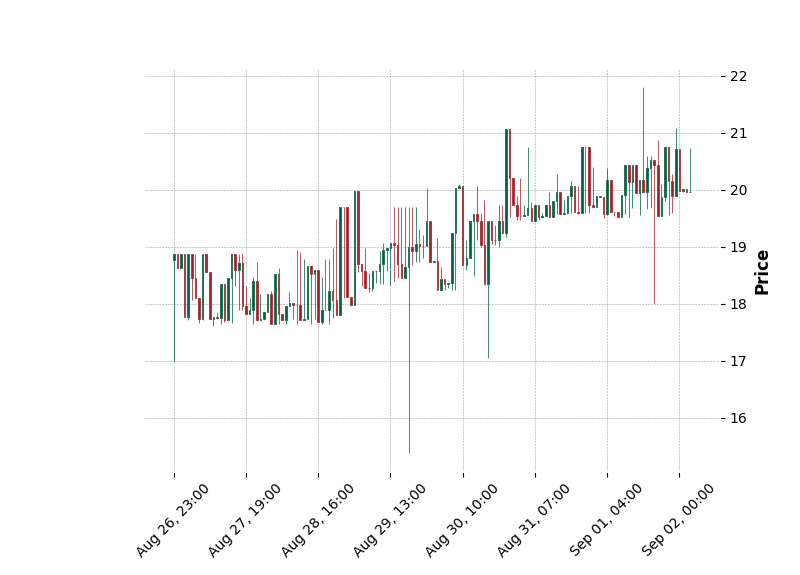 22
21
20
19
18
17
16
Price
Aug 26, 23:00
Aug 27, 19:00
Aug 28, 16:00
Aug 29, 13:00
Aug 30, 10:00
Aug 31, 07:00
Sep 01, 04:00
Sep 02, 00:00